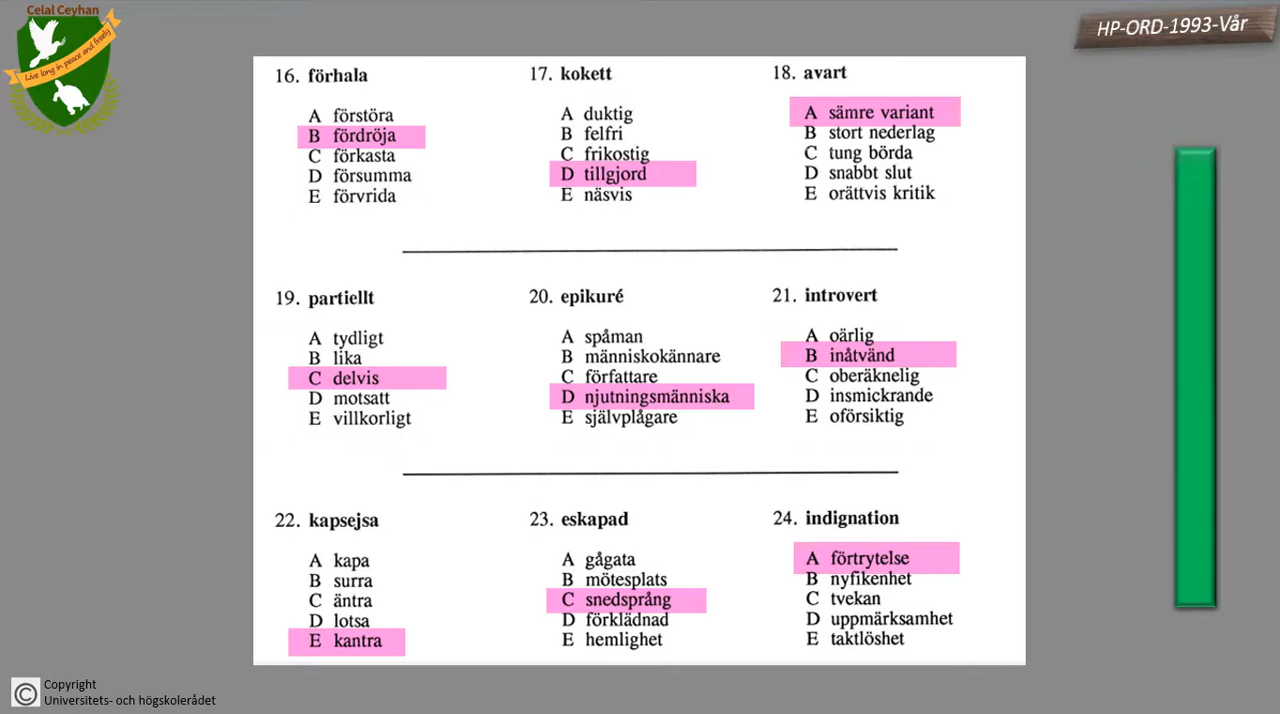 Celal Ceyhan
Live long in peace and freely
HP-ORD-1993-Vår
16. förhala
A förstöra
B fördröja
C förkasta
D försumma
E förvrida
17. kokett
A duktig
B felfri
C frikostig
D tillgjord
E näsvis
18. avart
A sämre variant
B stort nederlag
C tung börda
D snabbt slut
E orättvis kritik
19. partiellt
A tydligt
B lika
C delvis
D motsatt
E villkorligt
20. epikuré
A spåman
B människokännare
C författare
D njutningsmänniska
E självplågare
21. introvert
A oärlig
B inåtvänd
C oberäknelig
D insmickrande
E oförsiktig
22. kapsejsa
A kapa
B surra
C äntra
D lotsa
E kantra
23. eskapad
A gågata
B mötesplats
C snedsprång
D förklädnad
E hemlighet
24. indignation
A förtrytelse
B nyfikenhet
C tvekan
D uppmärksamhet
E taktlöshet
© Copyright
Universitets- och högskolerådet